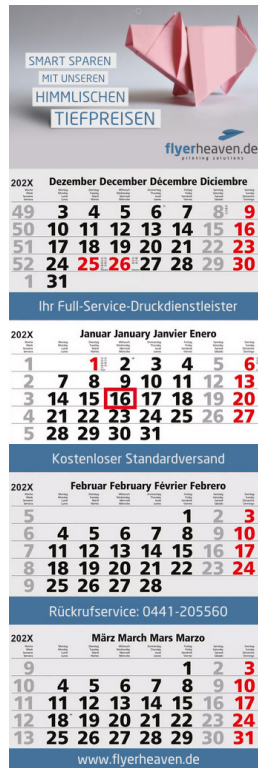 SMART SPAREN
MIT UNSEREN
HIMMLISCHEN
TIEFPREISEN
flyerheaven.de
printing solutions
202X Dezember December Décembre Diciembre
49 3 4 5 6 7 8 9
50 10 11 12 13 14 15 16
51 17 18 19 20 21 22 23
52 24 25 26 27 28 29 30
1 31
Ihr Full-Service-Druckdienstleister
202X Januar January Janvier Enero
1 1 2 3 4 5 6
2 7 8 9 10 11 12 13
3 14 15 16 17 18 19 20
4 21 22 23 24 25 26 27
5 28 29 30 31
Kostenloser Standardversand
202X Februar February Février Febrero
5 1 2 3
6 4 5 6 7 8 9 10
7 11 12 13 14 15 16 17
8 18 19 20 21 22 23 24
9 25 26 27 28
Rückrufservice: 0441-205560
202X März March Mars Marzo
9 1 2 3
10 4 5 6 7 8 9 10
11 11 12 13 14 15 16 17
12 18 19 20 21 22 23 24
13 25 26 27 28 29 30 31
www.flyerheaven.de